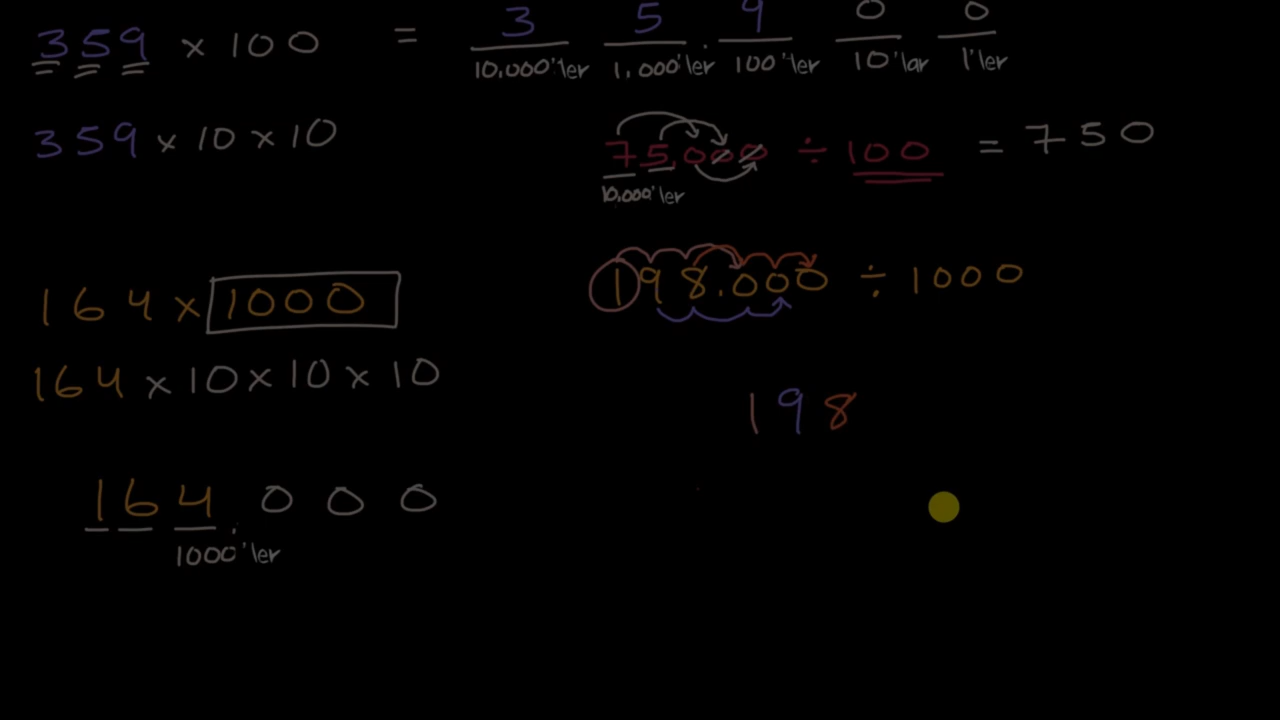 359 × 100 = 3 5.9 0 0
10.000'ler 1.000'ler 100'ler 10'lar 1'ler
359 × 10 × 10
75.000 ÷ 100 = 750
10.000'ler
164 × 1000
198.000 ÷ 1000
164 × 10 × 10 × 10
198
164.000
1000'ler